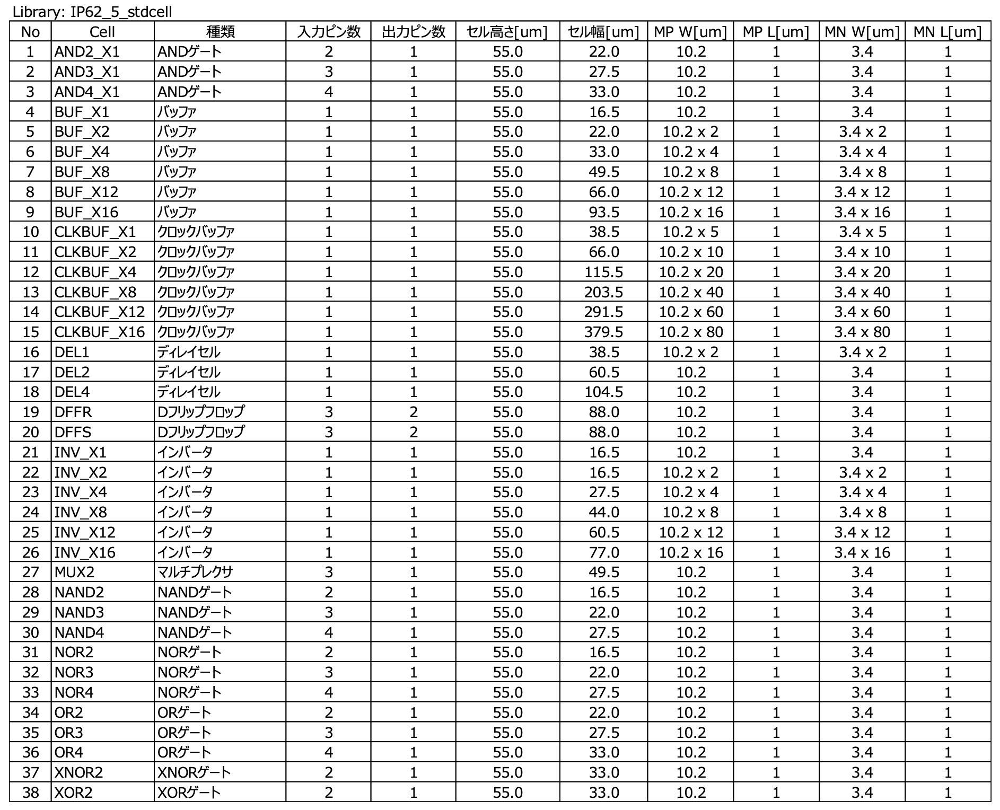 Library: IP62_5_stdcell
No Cell 種類 入力ピン数 出力ピン数 セル高さ[um] セル幅[um] MP W[um] MP L[um] MN W[um] MN L[um]
1 AND2_X1 ANDゲート 2 1 55.0 22.0 10.2 1 3.4 1
2 AND3_X1 ANDゲート 3 1 55.0 27.5 10.2 1 3.4 1
3 AND4_X1 ANDゲート 4 1 55.0 33.0 10.2 1 3.4 1
4 BUF_X1 バッファ 1 1 55.0 16.5 10.2 1 3.4 1
5 BUF_X2 バッファ 1 1 55.0 22.0 10.2 x 2 1 3.4 x 2 1
6 BUF_X4 バッファ 1 1 55.0 33.0 10.2 x 4 1 3.4 x 4 1
7 BUF_X8 バッファ 1 1 55.0 49.5 10.2 x 8 1 3.4 x 8 1
8 BUF_X12 バッファ 1 1 55.0 66.0 10.2 x 12 1 3.4 x 12 1
9 BUF_X16 バッファ 1 1 55.0 93.5 10.2 x 16 1 3.4 x 16 1
10 CLKBUF_X1 クロックバッファ 1 1 55.0 38.5 10.2 x 5 1 3.4 x 5 1
11 CLKBUF_X2 クロックバッファ 1 1 55.0 66.0 10.2 x 10 1 3.4 x 10 1
12 CLKBUF_X4 クロックバッファ 1 1 55.0 115.5 10.2 x 20 1 3.4 x 20 1
13 CLKBUF_X8 クロックバッファ 1 1 55.0 203.5 10.2 x 40 1 3.4 x 40 1
14 CLKBUF_X12 クロックバッファ 1 1 55.0 291.5 10.2 x 60 1 3.4 x 60 1
15 CLKBUF_X16 クロックバッファ 1 1 55.0 379.5 10.2 x 80 1 3.4 x 80 1
16 DEL1 ディレイセル 1 1 55.0 38.5 10.2 x 2 1 3.4 x 2 1
17 DEL2 ディレイセル 1 1 55.0 60.5 10.2 1 3.4 1
18 DEL4 ディレイセル 1 1 55.0 104.5 10.2 1 3.4 1
19 DFFR Dフリップフロップ 3 2 55.0 88.0 10.2 1 3.4 1
20 DFFS Dフリップフロップ 3 2 55.0 88.0 10.2 1 3.4 1
21 INV_X1 インバータ 1 1 55.0 16.5 10.2 1 3.4 1
22 INV_X2 インバータ 1 1 55.0 16.5 10.2 x 2 1 3.4 x 2 1
23 INV_X4 インバータ 1 1 55.0 27.5 10.2 x 4 1 3.4 x 4 1
24 INV_X8 インバータ 1 1 55.0 44.0 10.2 x 8 1 3.4 x 8 1
25 INV_X12 インバータ 1 1 55.0 60.5 10.2 x 12 1 3.4 x 12 1
26 INV_X16 インバータ 1 1 55.0 77.0 10.2 x 16 1 3.4 x 16 1
27 MUX2 マルチプレクサ 3 1 55.0 49.5 10.2 1 3.4 1
28 NAND2 NANDゲート 2 1 55.0 16.5 10.2 1 3.4 1
29 NAND3 NANDゲート 3 1 55.0 22.0 10.2 1 3.4 1
30 NAND4 NANDゲート 4 1 55.0 27.5 10.2 1 3.4 1
31 NOR2 NORゲート 2 1 55.0 16.5 10.2 1 3.4 1
32 NOR3 NORゲート 3 1 55.0 22.0 10.2 1 3.4 1
33 NOR4 NORゲート 4 1 55.0 27.5 10.2 1 3.4 1
34 OR2 ORゲート 2 1 55.0 22.0 10.2 1 3.4 1
35 OR3 ORゲート 3 1 55.0 27.5 10.2 1 3.4 1
36 OR4 ORゲート 4 1 55.0 33.0 10.2 1 3.4 1
37 XNOR2 XNORゲート 2 1 55.0 33.0 10.2 1 3.4 1
38 XOR2 XORゲート 2 1 55.0 33.0 10.2 1 3.4 1